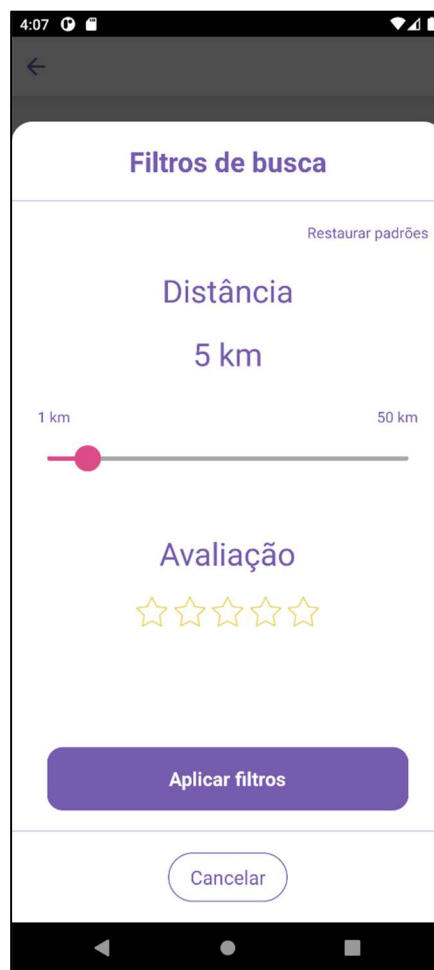 4:07
Filtros de busca
Restaurar padrões
Distância
5 km
1 km
50 km
Avaliação
Aplicar filtros
Cancelar